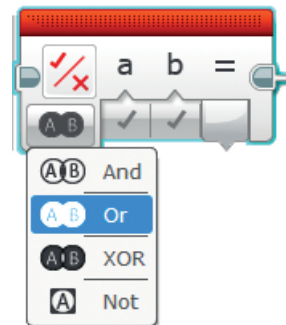 a b =
A B
A B And
A B Or
A B XOR
A Not